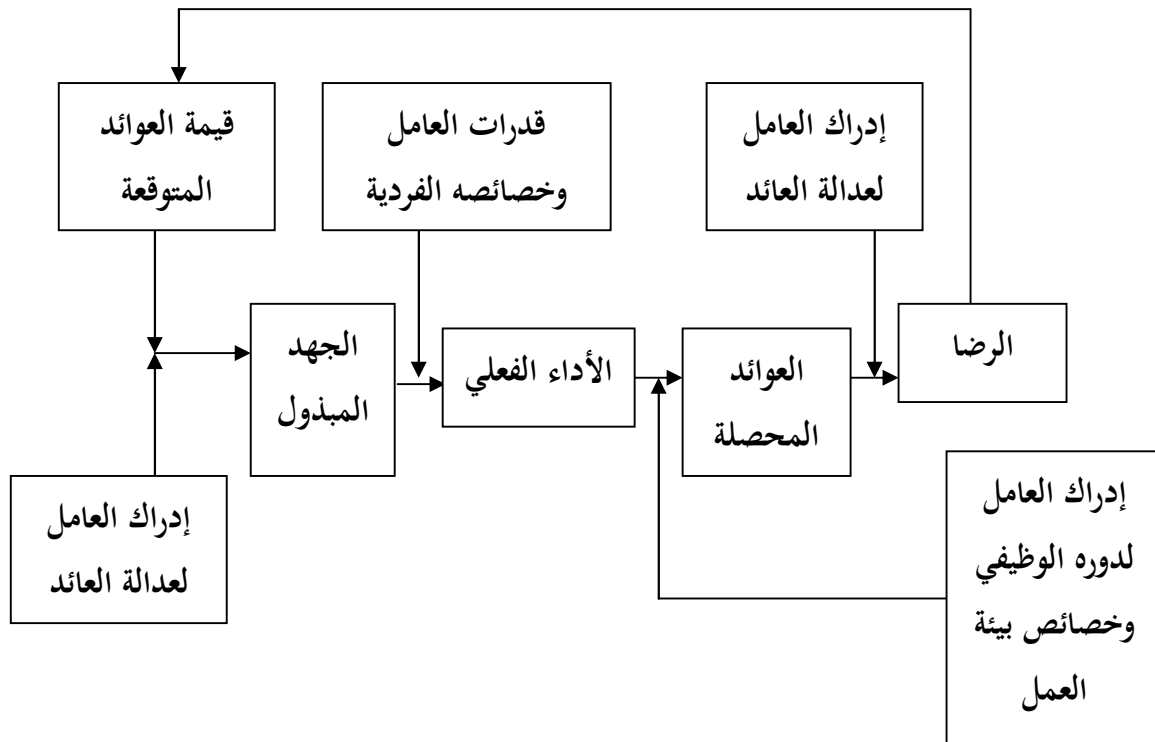 إدراك العامل
لعدالة العائد
قدرات العامل
وخصائصه الفردية
قيمة العوائد
المتوقعة
الرضا
العوائد
المحصلة
الأداء الفعلي
الجهد
المبذول
إدراك العامل
لدوره الوظيفي
وخصائص بيئة
العمل
إدراك العامل
لعدالة العائد